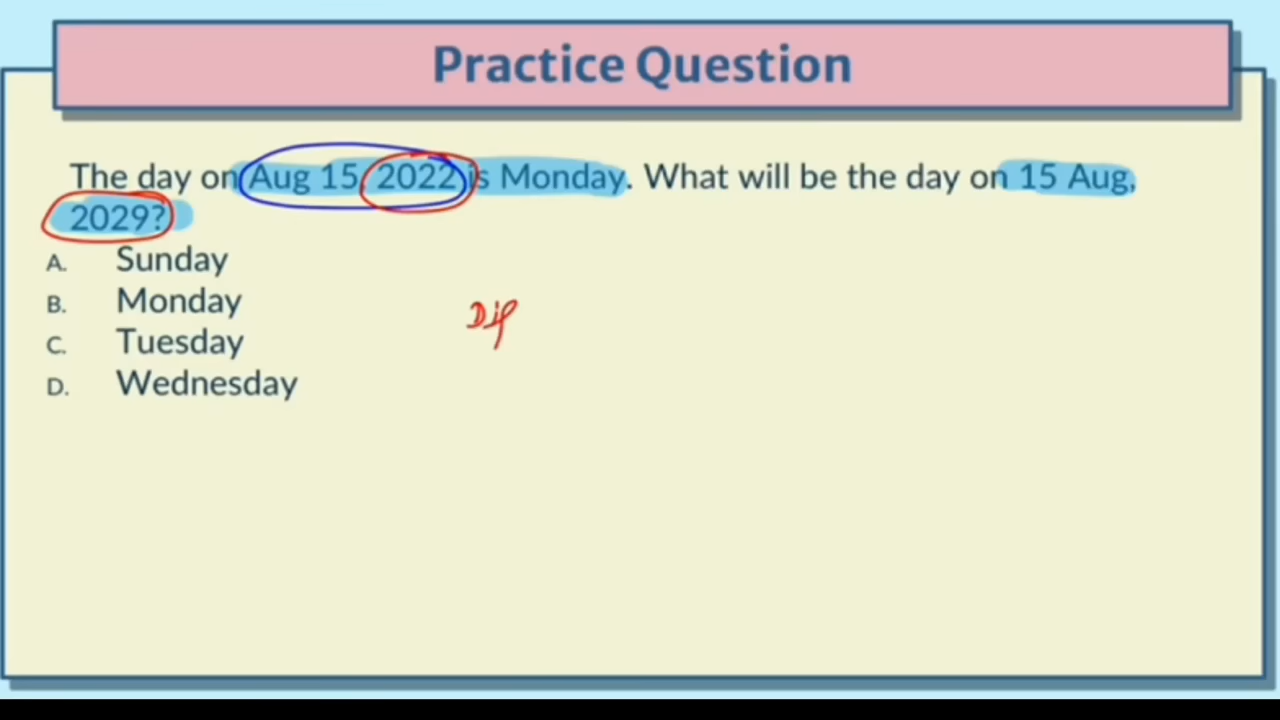 Practice Question
The day on Aug 15 2022 is Monday. What will be the day on 15 Aug,
2029?
A. Sunday
B. Monday
C. Tuesday
D. Wednesday